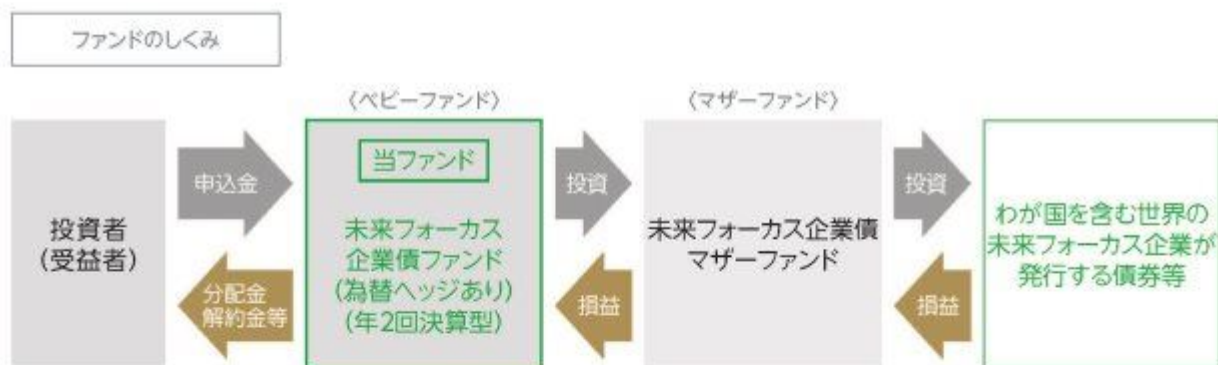 ファンドのしくみ
〈ベビーファンド〉
〈マザーファンド〉
投資者
(受益者)
申込金
分配金
解約金等
当ファンド
未来フォーカス
企業債ファンド
(為替ヘッジあり)
(年2回決算型)
投資
損益
未来フォーカス企業債
マザーファンド
投資
損益
わが国を含む世界の
未来フォーカス企業が
発行する債券等